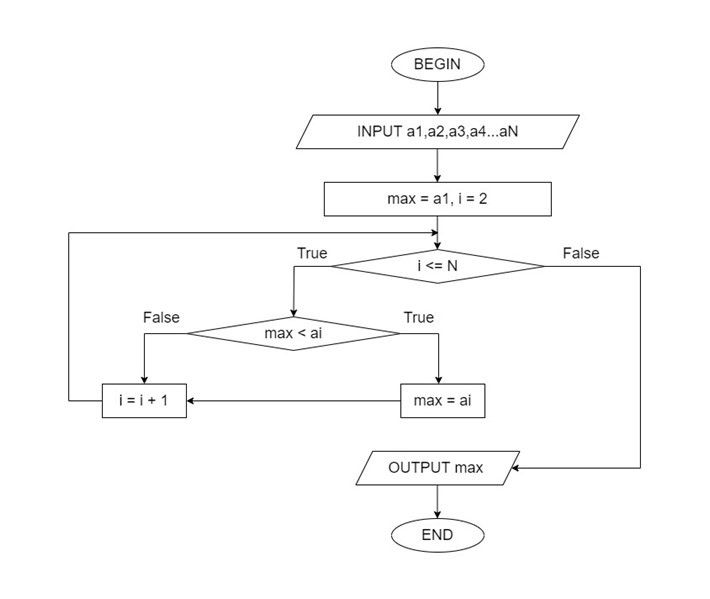 BEGIN
INPUT a1,a2,a3,a4...aN
max = a1, i = 2
True
False
i <= N
False
True
max < ai
i = i + 1
max = ai
OUTPUT max
END